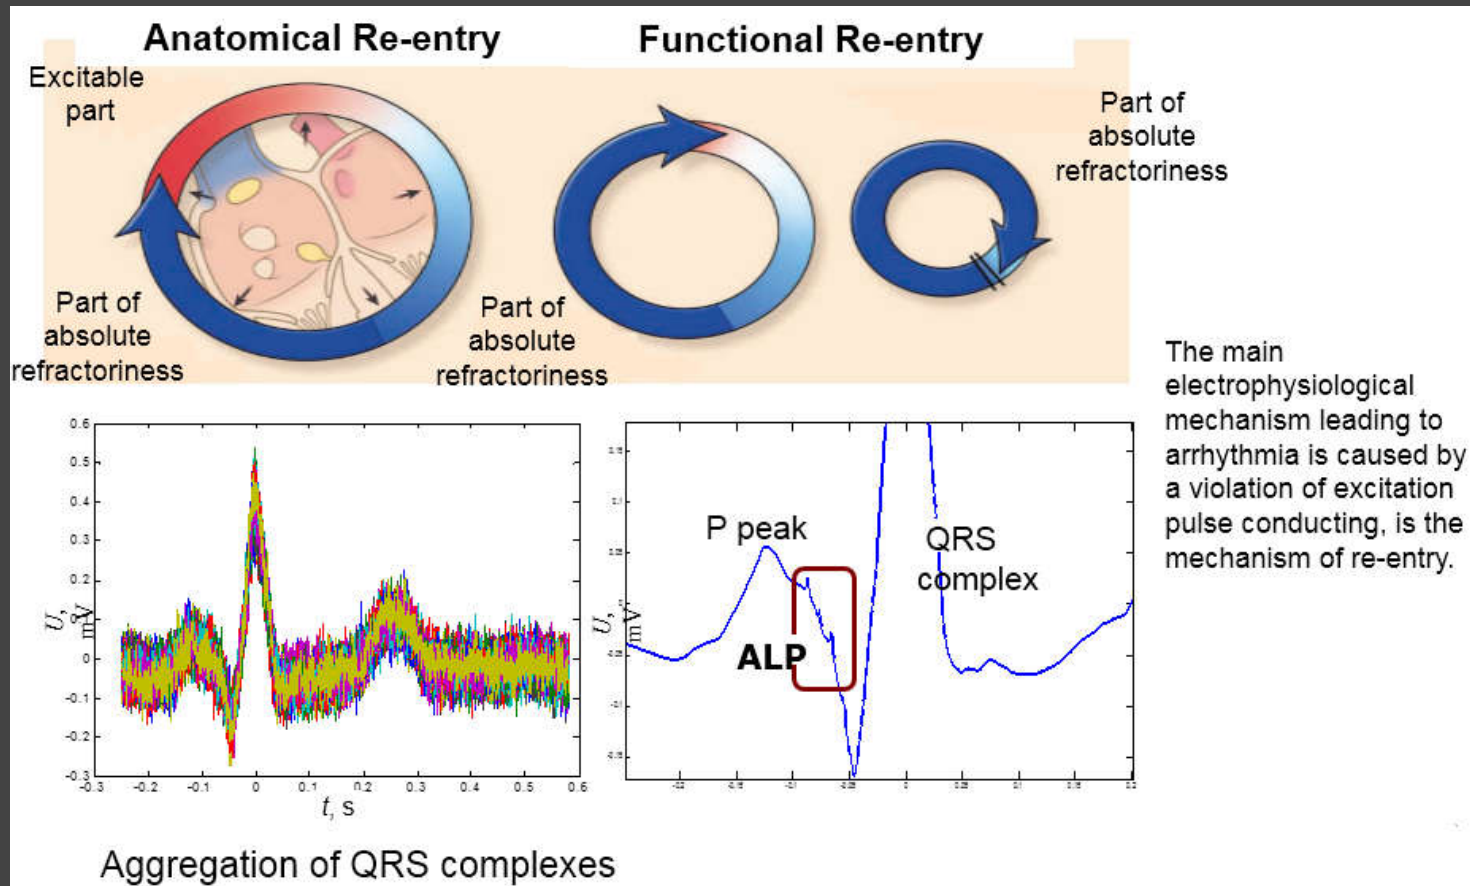 Anatomical Re-entry
Functional Re-entry
Excitable
part
Part of
absolute
refractoriness
Part of
absolute
refractoriness
Part of
absolute
refractoriness
The main
electrophysiological
mechanism leading to
arrhythmia is caused by
a violation of excitation
pulse conducting, is the
mechanism of re-entry.
0.6
0.5
0.4
0.3
0.2
0.1
0
-0.1
-0.2
-0.3
U,
mV
-0.3 -0.2 -0.1 0 0.1 0.2 0.3 0.4 0.5 0.6
t, s
P peak
QRS
complex
ALP
U,
mV
Aggregation of QRS complexes